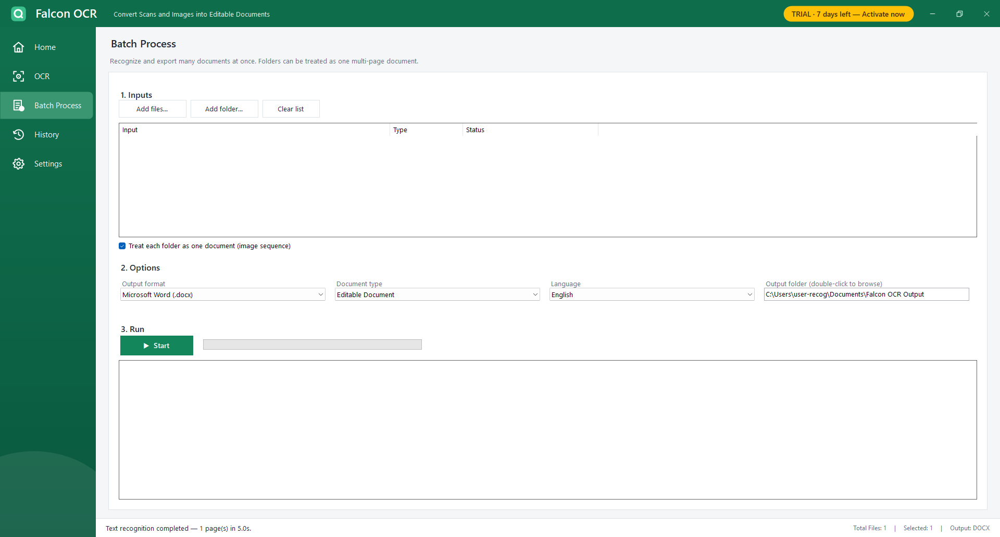 Falcon OCR
Convert Scans and Images into Editable Documents
TRIAL · 7 days left — Activate now
Home
OCR
Batch Process
History
Settings
Batch Process
Recognize and export many documents at once. Folders can be treated as one multi-page document.
1. Inputs
Add files... Add folder... Clear list
Input Type Status
Treat each folder as one document (image sequence)
2. Options
Output format Document type Language Output folder (double-click to browse)
Microsoft Word (.docx) Editable Document English C:\Users\user-recog\Documents\Falcon OCR Output
3. Run
Start
Text recognition completed — 1 page(s) in 5.0s.
Total Files: 1 | Selected: 1 | Output: DOCX